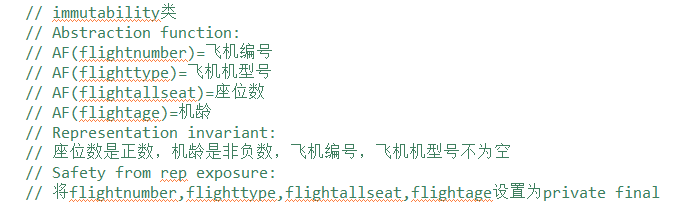 // immutability类
// Abstraction function:
// AF(flightnumber)=飞机编号
// AF(flighttype)=飞机机型号
// AF(flightallseat)=座位数
// AF(flightage)=机龄
// Representation invariant:
// 座位数是正数，机龄是非负数，飞机编号，飞机机型号不为空
// Safety from rep exposure:
// 将flightnumber,flighttype,flightallseat,flightage设置为private final